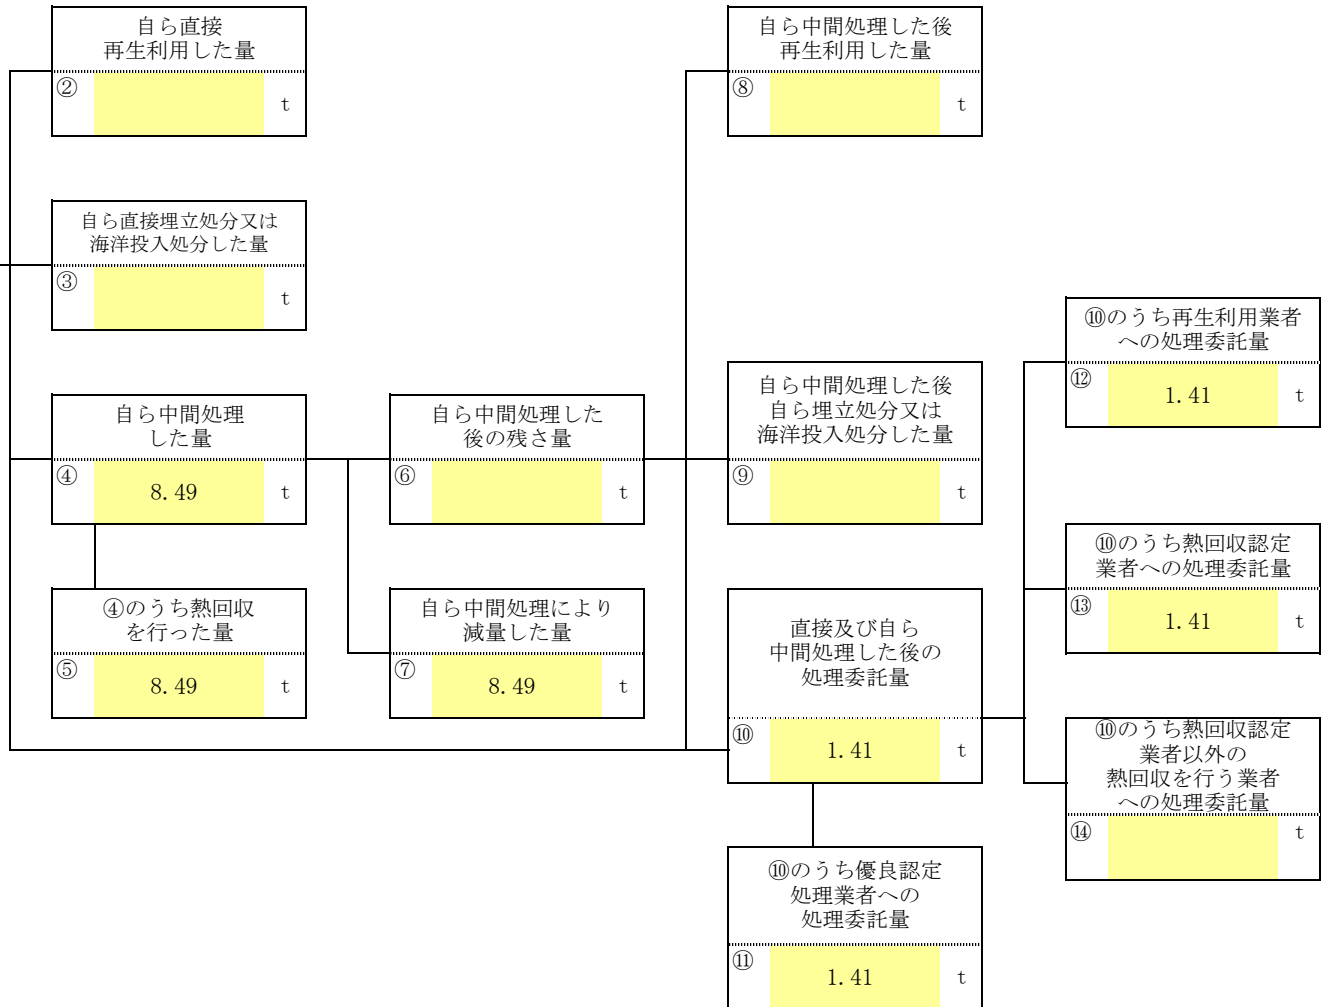 自ら直接
再生利用した量
②
t
自ら中間処理した後
再生利用した量
⑧
t
自ら直接埋立処分又は
海洋投入処分した量
③
t
⑩のうち再生利用業者
への処理委託量
⑫ 1.41 t
自ら中間処理
した量
④ 8.49 t
自ら中間処理した
後の残さ量
⑥
t
自ら中間処理した後
自ら埋立処分又は
海洋投入処分した量
⑨
t
⑩のうち熱回収認定
業者への処理委託量
⑬ 1.41 t
④のうち熱回収
を行った量
⑤ 8.49 t
自ら中間処理により
減量した量
⑦ 8.49 t
直接及び自ら
中間処理した後の
処理委託量
⑩ 1.41 t
⑩のうち熱回収認定
業者以外の
熱回収を行う業者
への処理委託量
⑭
t
⑩のうち優良認定
処理業者への
処理委託量
⑪ 1.41 t